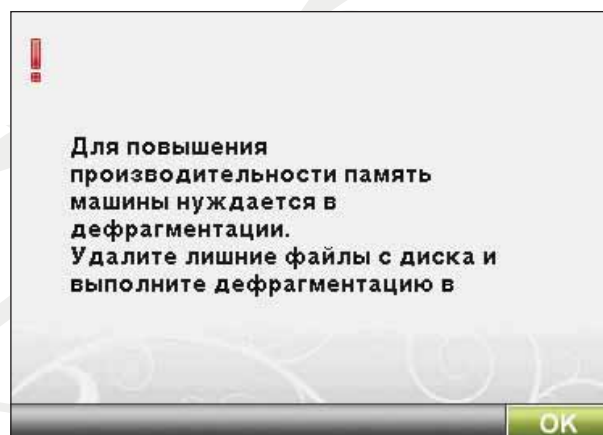 !
Для повышения
производительности память
машины нуждается в
дефрагментации.
Удалите лишние файлы с диска и
выполните дефрагментацию в
OK